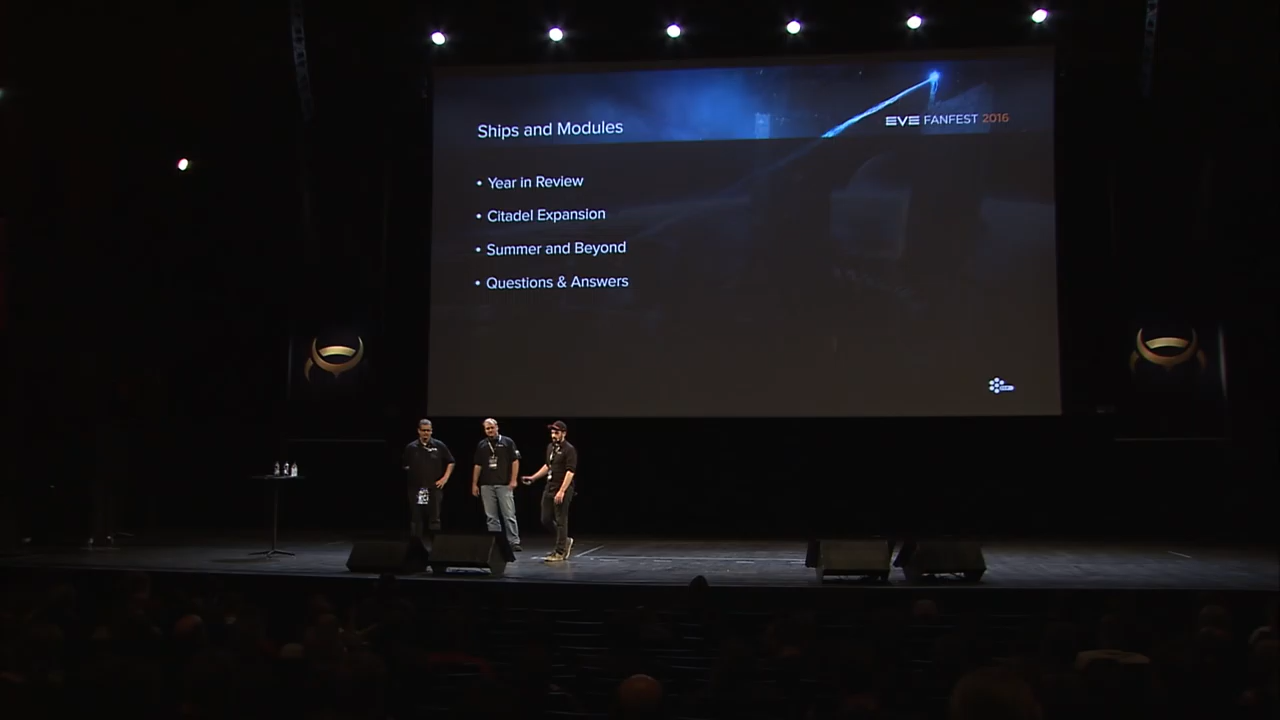 EVE FANFEST 2016
Ships and Modules
• Year in Review
• Citadel Expansion
• Summer and Beyond
• Questions & Answers